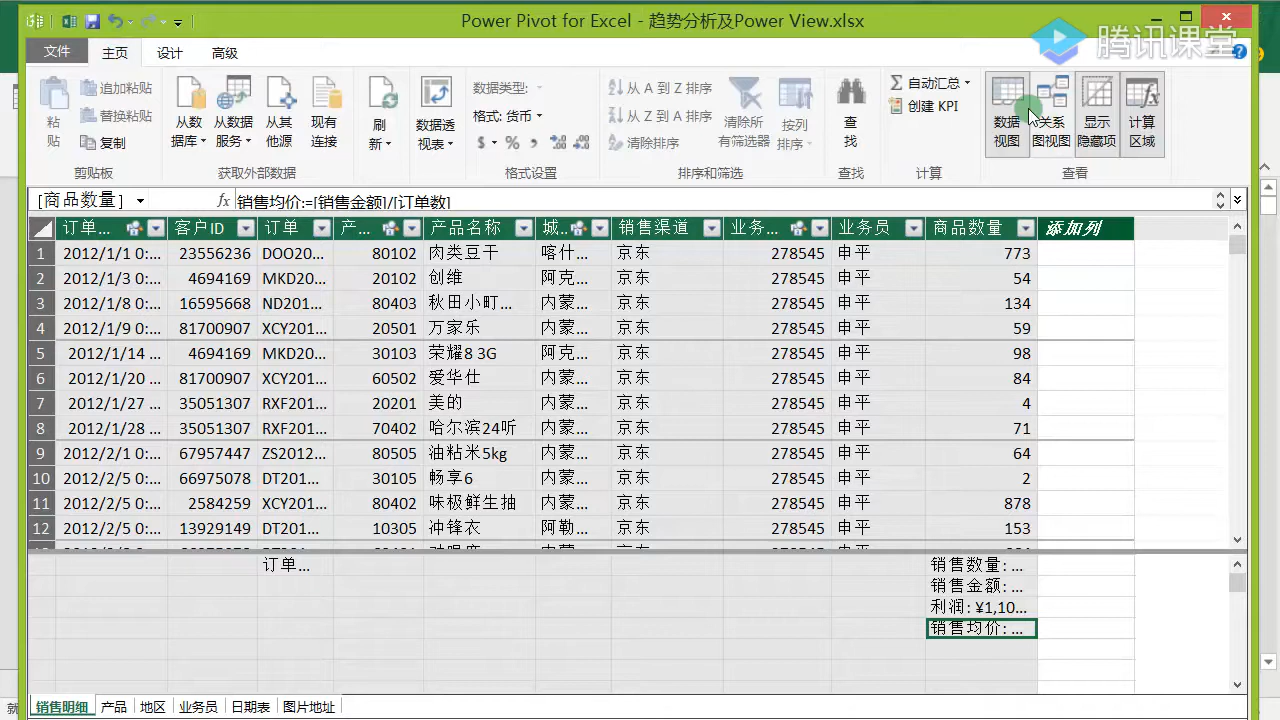 Power Pivot for Excel - 趋势分析及Power View.xlsx
腾讯课堂
文件 主页 设计 高级
粘贴 追加粘贴 替换粘贴 复制 剪贴板
从数据库 从数据服务 从其他源 现有连接 获取外部数据
刷新 数据透视表
数据类型: 格式: 货币 $ % 格式设置
从 A 到 Z 排序 从 Z 到 A 排序 清除排序 清除所有筛选器 按列排序 排序和筛选
查找 查找
自动汇总 创建 KPI 计算
数据视图 关系图视图 显示隐藏项 计算区域 查看
[商品数量] fx 销售均价:=[销售金额]/[订单数]
订单... 客户ID 订单 产... 产品名称 城.. 销售渠道 业务... 业务员 商品数量 添加列
1 2012/1/1 0:... 23556236 DOO20... 80102 肉类豆干 喀什... 京东 278545 申平 773
2 2012/1/3 0:... 4694169 MKD20... 20102 创维 阿克... 京东 278545 申平 54
3 2012/1/8 0:... 16595668 ND201... 80403 秋田小町... 内蒙... 京东 278545 申平 134
4 2012/1/9 0:... 81700907 XCY201... 20501 万家乐 内蒙... 京东 278545 申平 59
5 2012/1/14 ... 4694169 MKD20... 30103 荣耀8 3G 阿克... 京东 278545 申平 98
6 2012/1/20 ... 81700907 XCY201... 60502 爱华仕 内蒙... 京东 278545 申平 84
7 2012/1/27 ... 35051307 RXF201... 20201 美的 内蒙... 京东 278545 申平 4
8 2012/1/28 ... 35051307 RXF201... 70402 哈尔滨24听 内蒙... 京东 278545 申平 71
9 2012/2/1 0:... 67957447 ZS2012... 80505 油粘米5kg 内蒙... 京东 278545 申平 64
10 2012/2/5 0:... 66975078 DT201... 30105 畅享6 内蒙... 京东 278545 申平 2
11 2012/2/5 0:... 2584259 XCY201... 80402 味极鲜生抽 内蒙... 京东 278545 申平 878
12 2012/2/5 0:... 13929149 DT201... 10305 冲锋衣 阿勒... 京东 278545 申平 153
订单... 销售数量: ...
销售金额: ...
利润: ¥1,10...
销售均价: ...
销售明细 产品 地区 业务员 日期表 图片地址